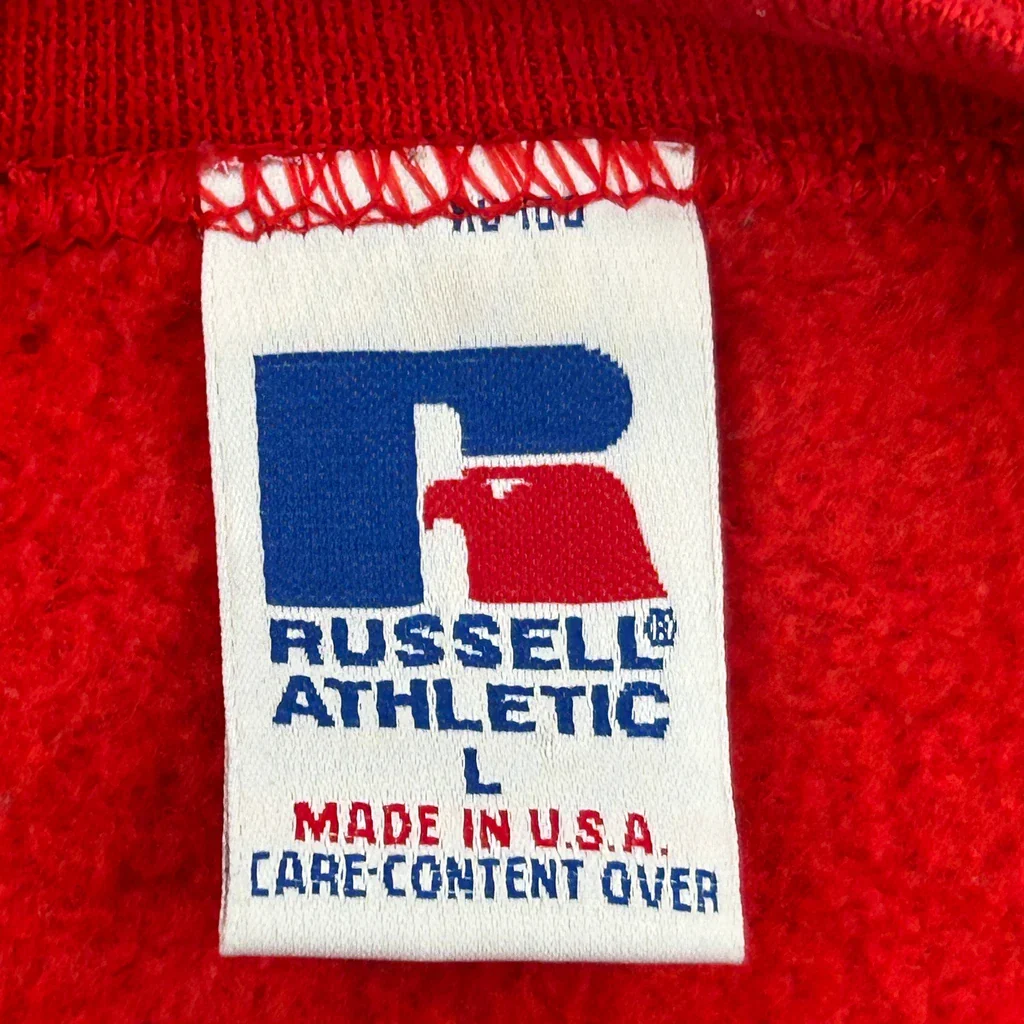 RUSSELL®
ATHLETIC
L
MADE IN U.S.A.
CARE-CONTENT OVER